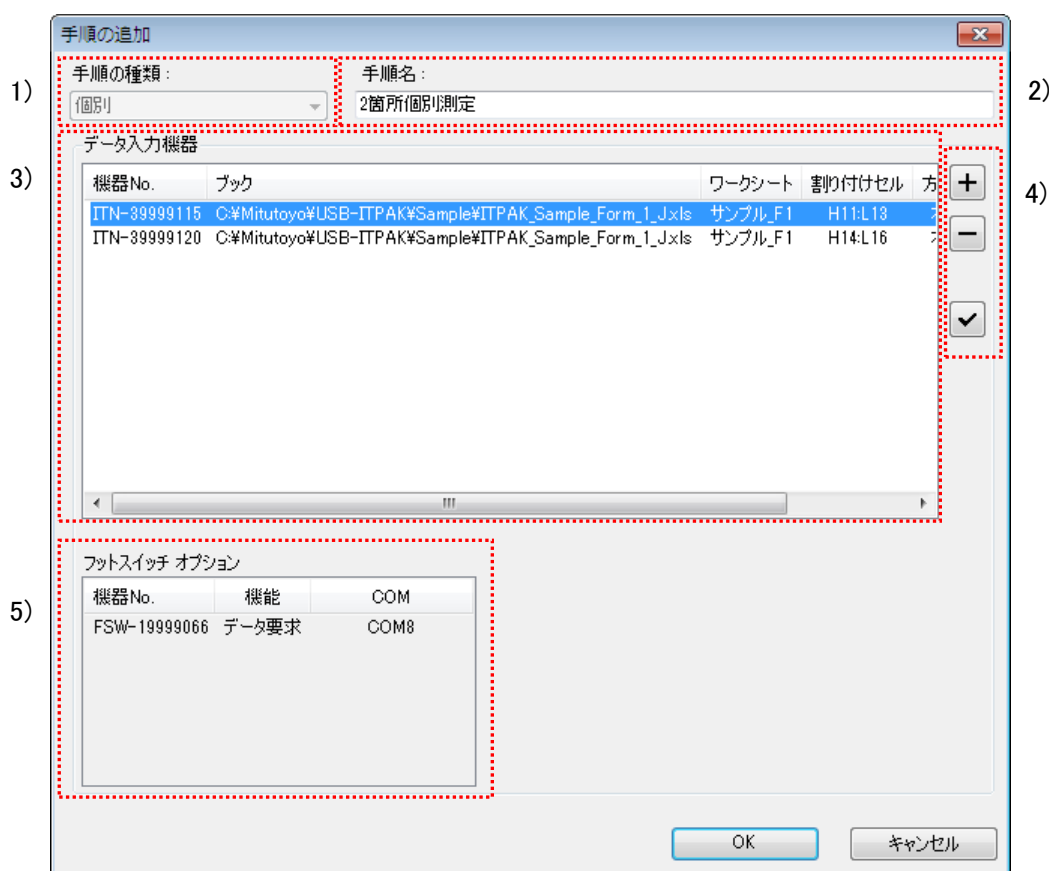 手順の追加
1)
手順の種類：
個別
手順名：
2箇所個別測定
2)
3)
データ入力機器
機器No. ブック ワークシート 割り付けセル 方
ITN-39999115 C:¥Mitutoyo¥USB-ITPAK¥Sample¥ITPAK_Sample_Form_1_J.xls サンプル_F1 H11:L13
ITN-39999120 C:¥Mitutoyo¥USB-ITPAK¥Sample¥ITPAK_Sample_Form_1_J.xls サンプル_F1 H14:L16
4)
5)
フットスイッチ オプション
機器No. 機能 COM
FSW-19999066 データ要求 COM8
OK キャンセル